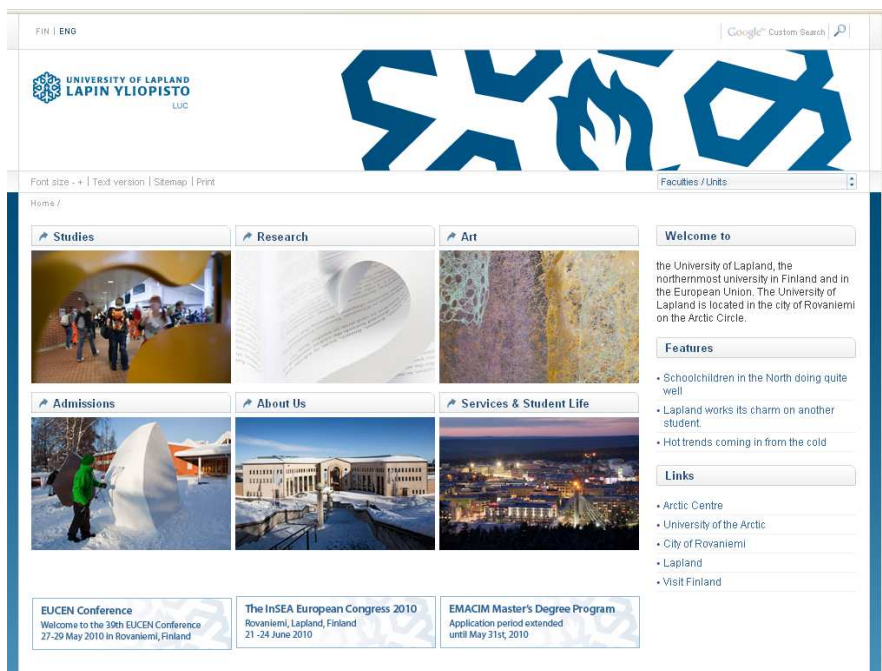 FIN | ENG
Google™ Custom Search
UNIVERSITY OF LAPLAND
LAPIN YLIOPISTO
LUC
Font size - + | Text version | Sitemap | Print
Faculties / Units
Home /
Studies
Research
Art
Admissions
About Us
Services & Student Life
EUCEN Conference
Welcome to the 39th EUCEN Conference
27-29 May 2010 in Rovaniemi, Finland
The InSEA European Congress 2010
Rovaniemi, Lapland, Finland
21 -24 June 2010
EMACIM Master's Degree Program
Application period extended
until May 31st, 2010
Welcome to
the University of Lapland, the
northernmost university in Finland and in
the European Union. The University of
Lapland is located in the city of Rovaniemi
on the Arctic Circle.
Features
• Schoolchildren in the North doing quite
well
• Lapland works its charm on another
student.
• Hot trends coming in from the cold
Links
• Arctic Centre
• University of the Arctic
• City of Rovaniemi
• Lapland
• Visit Finland